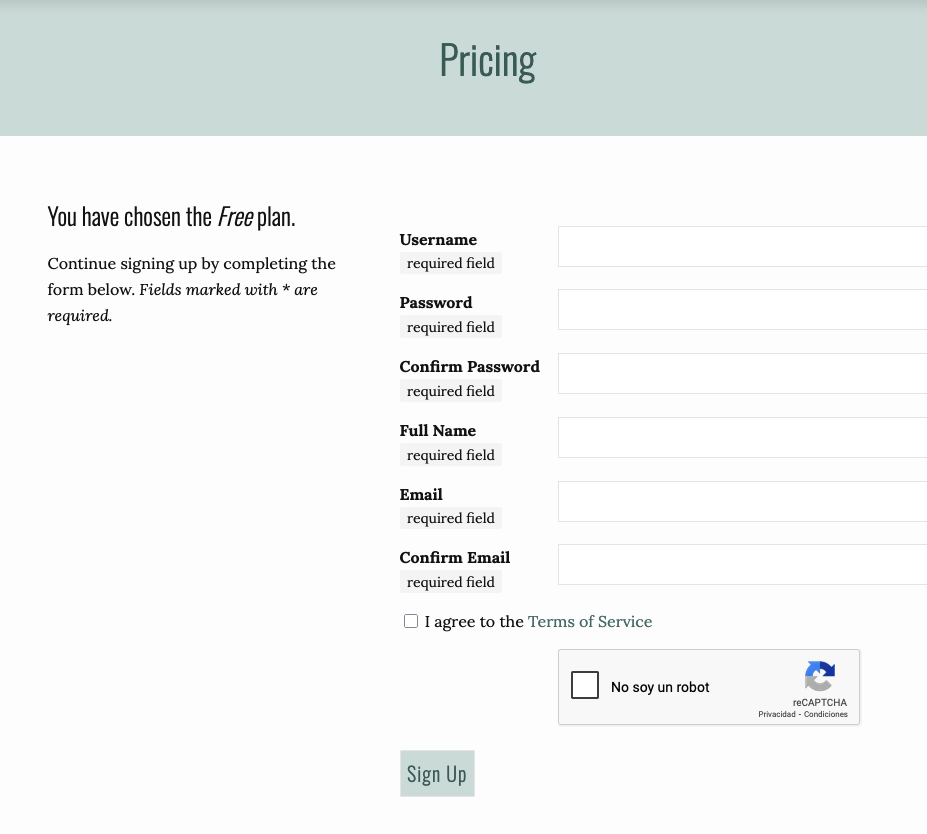 Pricing
You have chosen the Free plan.
Continue signing up by completing the
form below. Fields marked with * are
required.
Username
required field
Password
required field
Confirm Password
required field
Full Name
required field
Email
required field
Confirm Email
required field
I agree to the Terms of Service
No soy un robot
reCAPTCHA
Privacidad - Condiciones
Sign Up